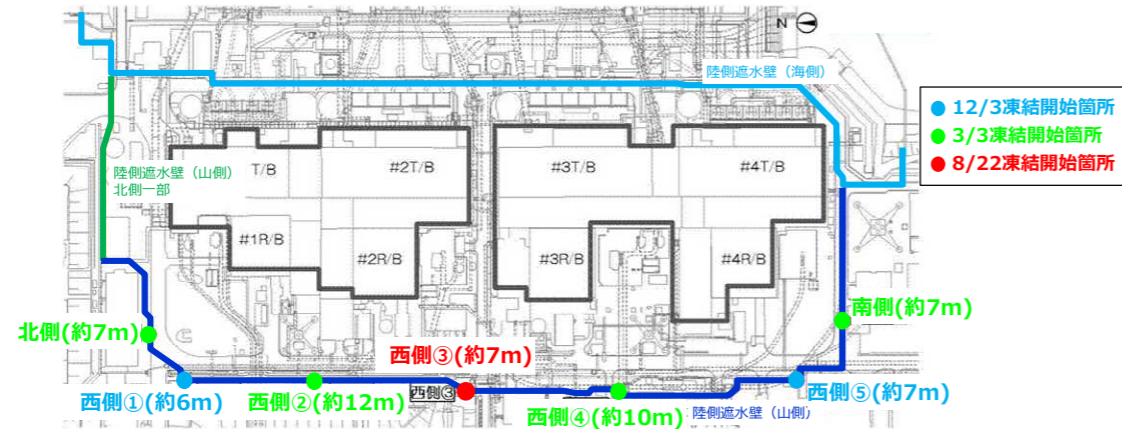 N
陸側遮水壁（海側）
● 12/3凍結開始箇所
● 3/3凍結開始箇所
● 8/22凍結開始箇所
陸側遮水壁（山側）
北側一部
T/B
#2T/B
#3T/B
#4T/B
#1R/B
#2R/B
#3R/B
#4R/B
北側(約7m)
南側(約7m)
西側③(約7m)
西側③
西側①(約6m)
西側②(約12m)
西側④(約10m)
西側⑤(約7m)
陸側遮水壁（山側）